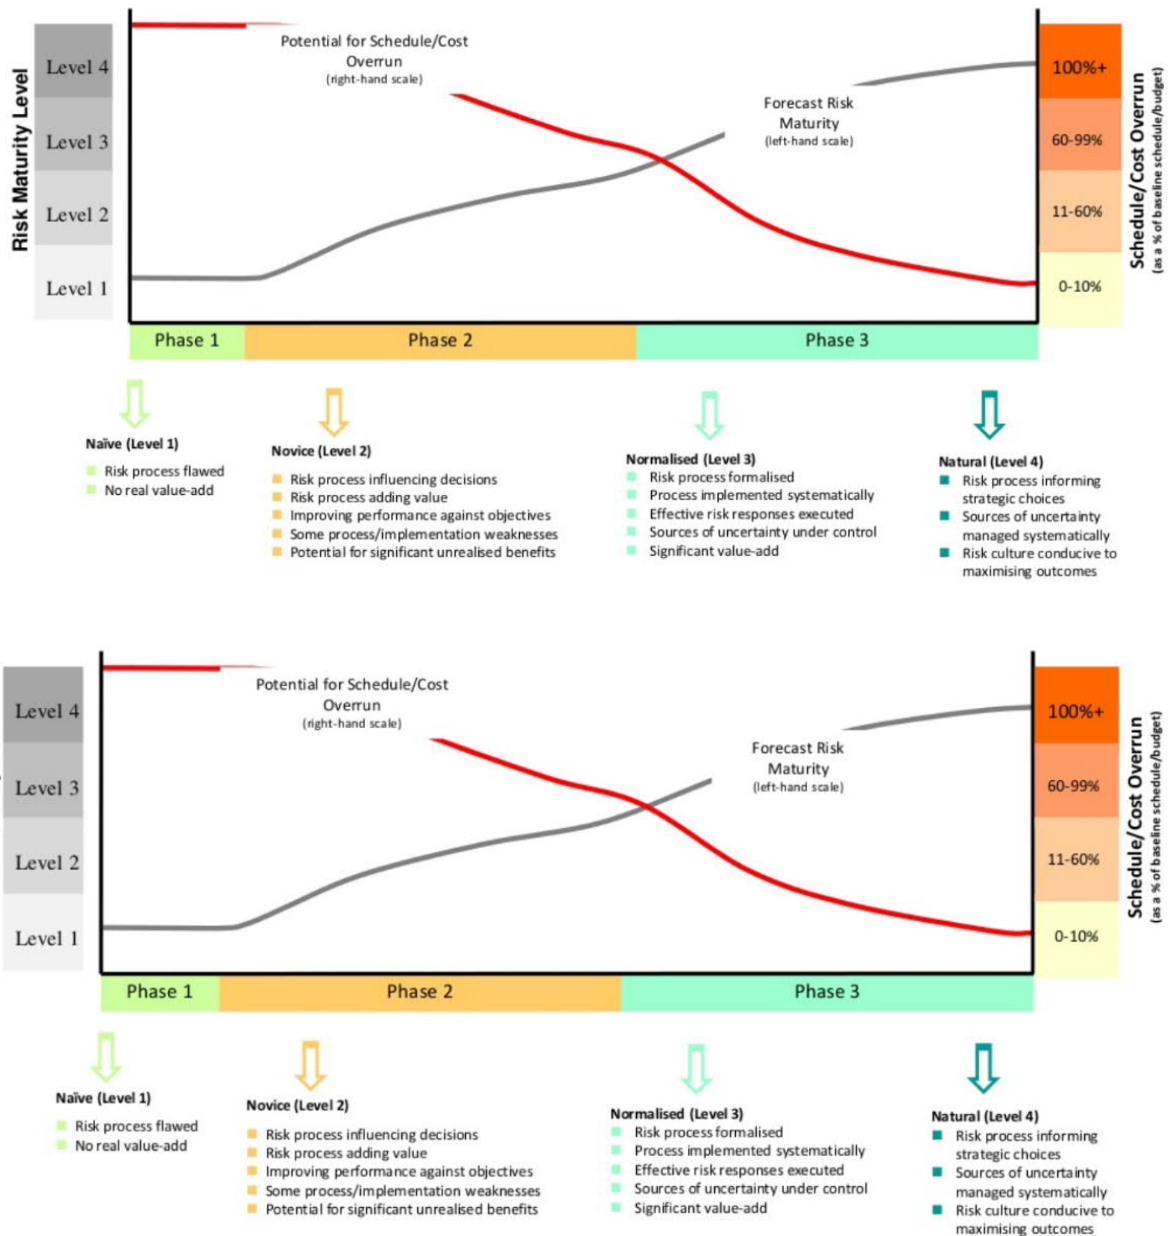 Risk Maturity Level
Level 4
Level 3
Level 2
Level 1
Potential for Schedule/Cost
Overrun
(right-hand scale)
Forecast Risk
Maturity
(left-hand scale)
100%+
60-99%
11-60%
0-10%
Schedule/Cost Overrun
(as a % of baseline schedule/budget)
Phase 1
Phase 2
Phase 3
Naïve (Level 1)
Risk process flawed
No real value-add
Novice (Level 2)
Risk process influencing decisions
Risk process adding value
Improving performance against objectives
Some process/implementation weaknesses
Potential for significant unrealised benefits
Normalised (Level 3)
Risk process formalised
Process implemented systematically
Effective risk responses executed
Sources of uncertainty under control
Significant value-add
Natural (Level 4)
Risk process informing
strategic choices
Sources of uncertainty
managed systematically
Risk culture conducive to
maximising outcomes
Level 4
Level 3
Level 2
Level 1
Potential for Schedule/Cost
Overrun
(right-hand scale)
Forecast Risk
Maturity
(left-hand scale)
100%+
60-99%
11-60%
0-10%
Schedule/Cost Overrun
(as a % of baseline schedule/budget)
Phase 1
Phase 2
Phase 3
Naïve (Level 1)
Risk process flawed
No real value-add
Novice (Level 2)
Risk process influencing decisions
Risk process adding value
Improving performance against objectives
Some process/implementation weaknesses
Potential for significant unrealised benefits
Normalised (Level 3)
Risk process formalised
Process implemented systematically
Effective risk responses executed
Sources of uncertainty under control
Significant value-add
Natural (Level 4)
Risk process informing
strategic choices
Sources of uncertainty
managed systematically
Risk culture conducive to
maximising outcomes